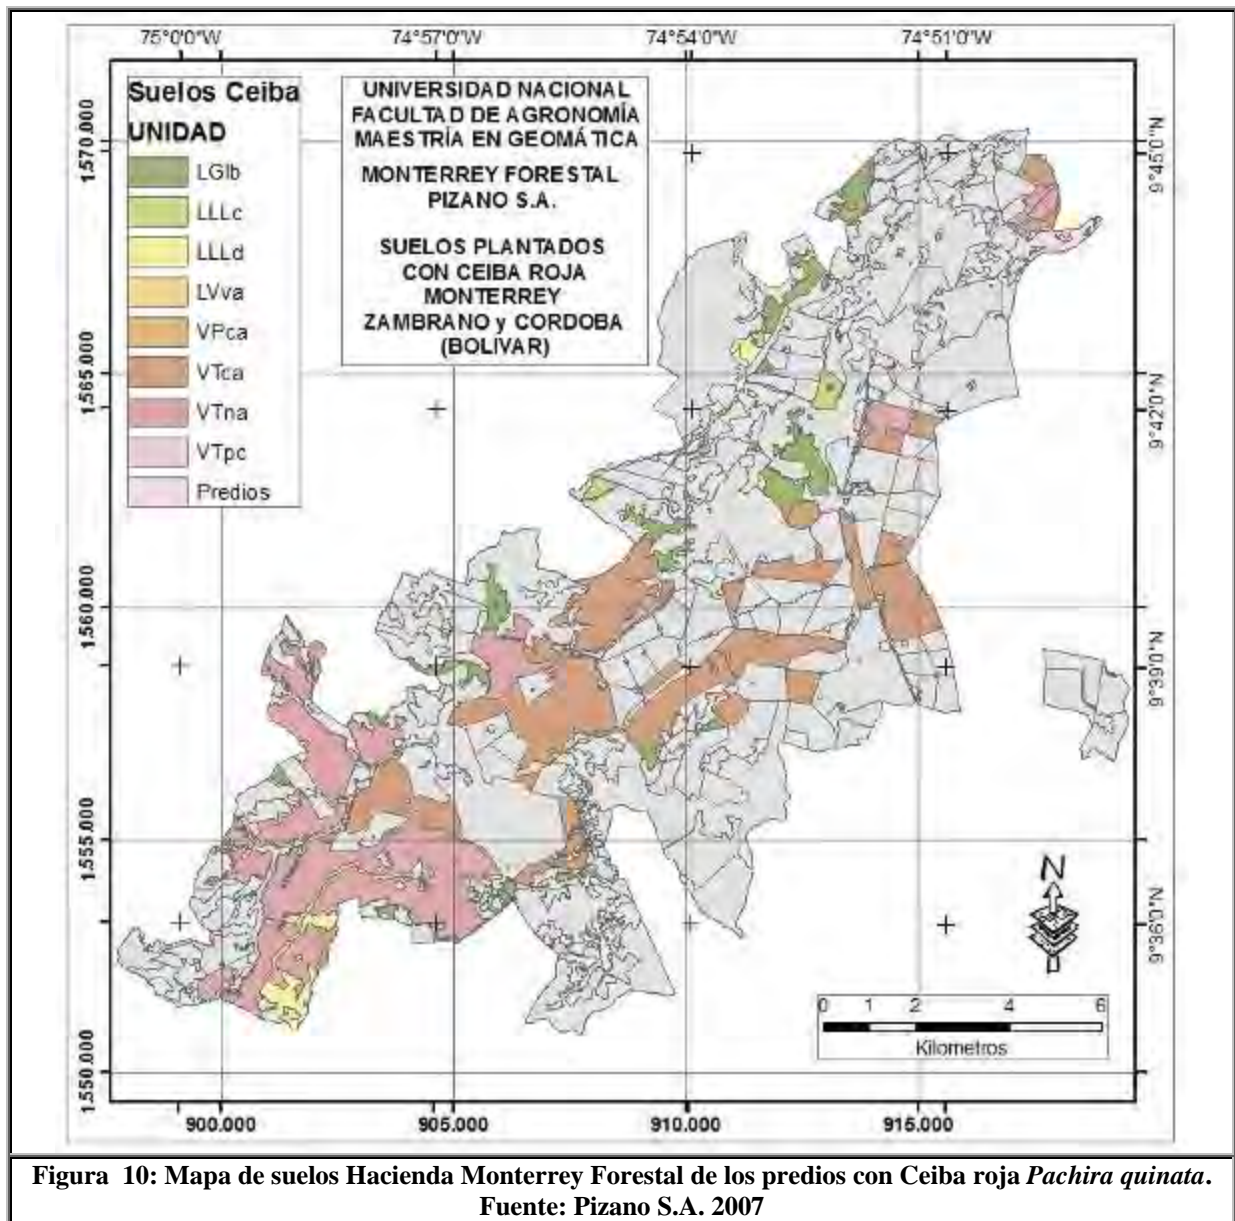 75°0'0"W 74°57'0"W 74°54'0"W 74°51'0"W
Suelos Ceiba
UNIDAD
LGlb
LLLc
LLLd
LVva
VPca
VTca
VTna
VTpc
Predios
UNIVERSIDAD NACIONAL
FACULTAD DE AGRONOMÍA
MAESTRÍA EN GEOMÁTICA
MONTERREY FORESTAL
PIZANO S.A.
SUELOS PLANTADOS
CON CEIBA ROJA
MONTERREY
ZAMBRANO y CORDOBA
(BOLIVAR)
1.570.000
1.565.000
1.560.000
1.555.000
1.550.000
9°45'0"N
9°42'0"N
9°39'0"N
9°36'0"N
N
0 1 2 4 6
Kilometros
900.000 905.000 910.000 915.000
Figura 10: Mapa de suelos Hacienda Monterrey Forestal de los predios con Ceiba roja Pachira quinata.
Fuente: Pizano S.A. 2007